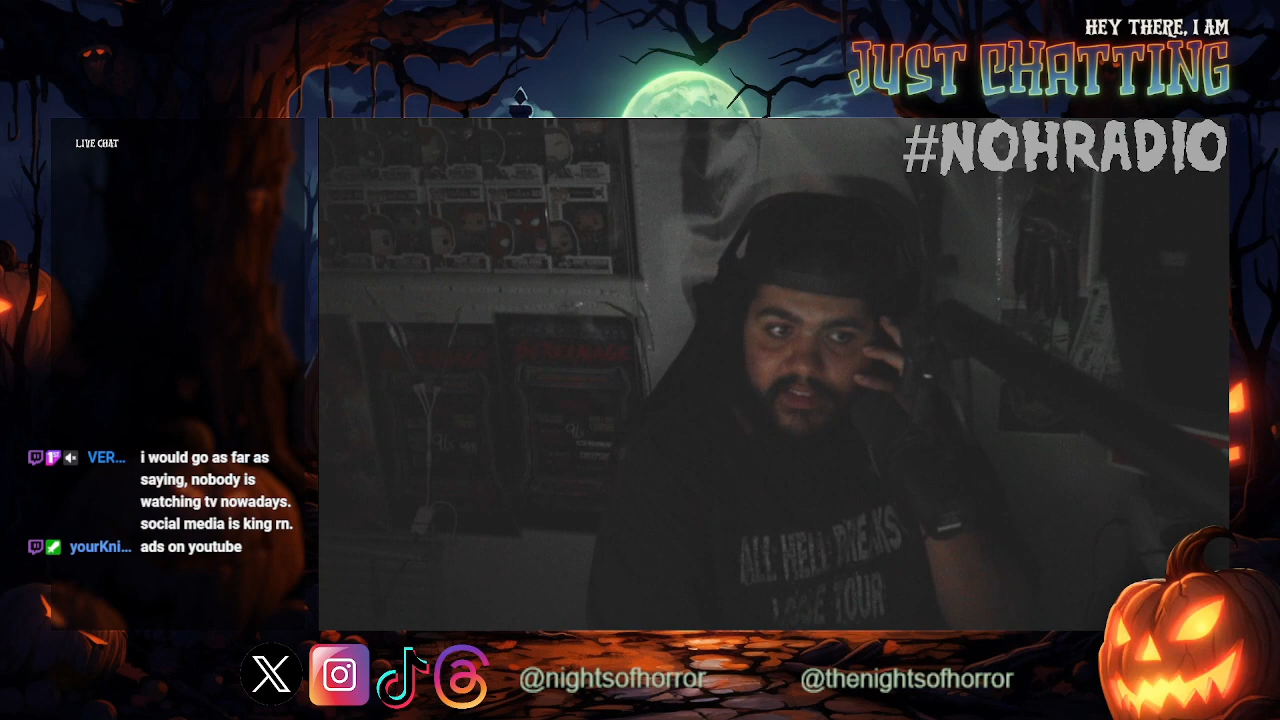 HEY THERE, I AM
JUST CHATTING
#NOHRADIO
LIVE CHAT
VER... i would go as far as
saying, nobody is
watching tv nowadays.
social media is king rn.
yourKni... ads on youtube
ALL HELL BREAKS
LOOSE TOUR
@nightsofhorror
@thenightsofhorror